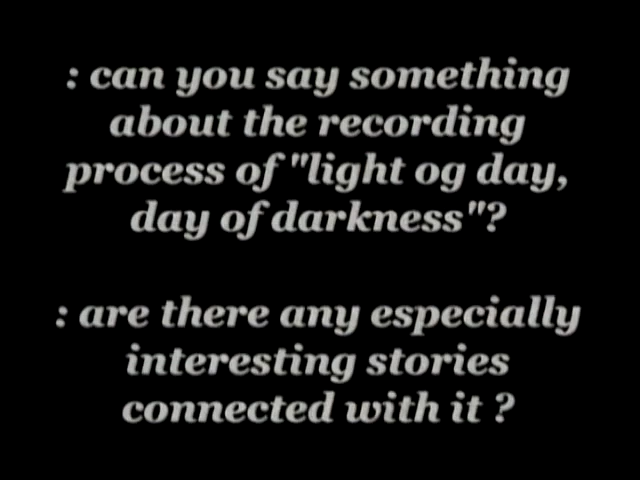 : can you say something
about the recording
process of "light og day,
day of darkness"?
: are there any especially
interesting stories
connected with it ?